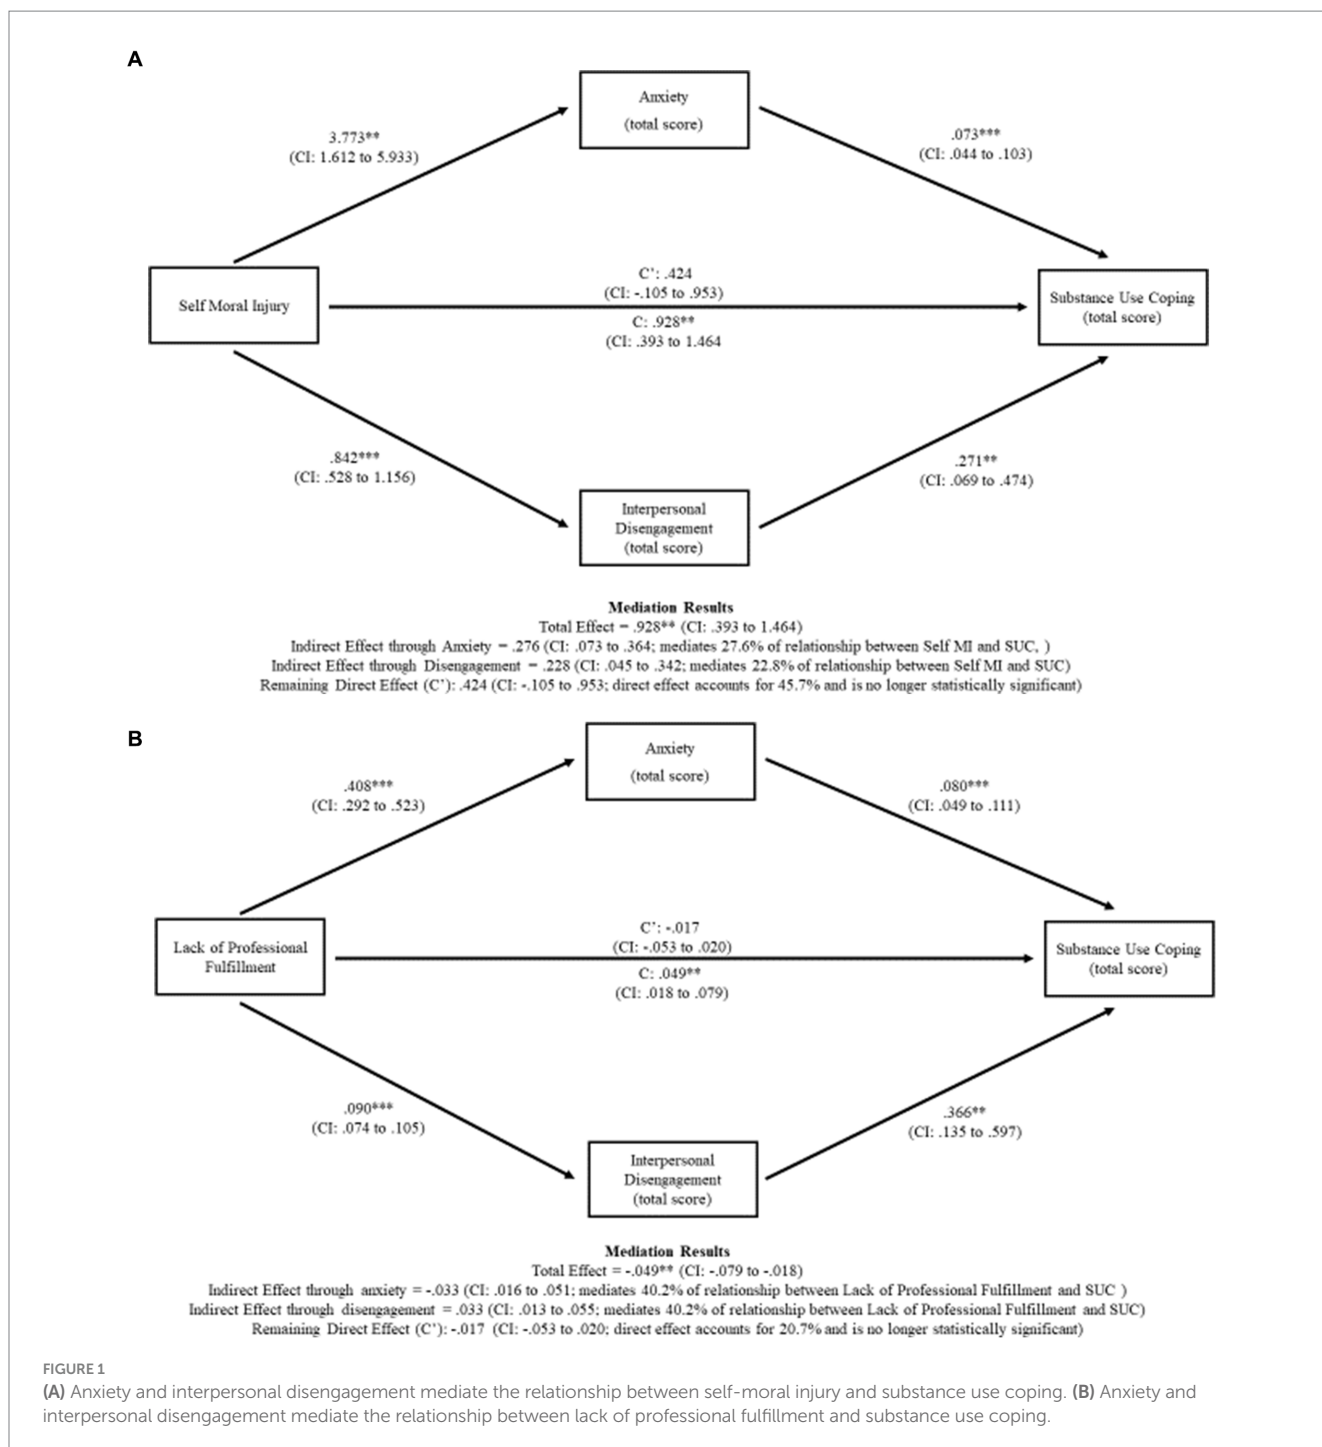 A
Anxiety
(total score)
3.773**
(CI: 1.612 to 5.933)
.073***
(CI: .044 to .103)
Self Moral Injury
C’: .424
(CI: -.105 to .953)
C: .928**
(CI: .393 to 1.464
Substance Use Coping
(total score)
.842***
(CI: .528 to 1.156)
.271**
(CI: .069 to .474)
Interpersonal
Disengagement
(total score)
Mediation Results
Total Effect = .928** (CI: .393 to 1.464)
Indirect Effect through Anxiety = .276 (CI: .073 to .364; mediates 27.6% of relationship between Self MI and SUC, )
Indirect Effect through Disengagement = .228 (CI: .045 to .342; mediates 22.8% of relationship between Self MI and SUC)
Remaining Direct Effect (C’): .424 (CI: -.105 to .953; direct effect accounts for 45.7% and is no longer statistically significant)
B
Anxiety
(total score)
.408***
(CI: .292 to .523)
.080***
(CI: .049 to .111)
Lack of Professional
Fulfillment
C’: -.017
(CI: -.053 to .020)
C: .049**
(CI: .018 to .079)
Substance Use Coping
(total score)
.090***
(CI: .074 to .105)
.366**
(CI: .135 to .597)
Interpersonal
Disengagement
(total score)
Mediation Results
Total Effect = -.049** (CI: -.079 to -.018)
Indirect Effect through anxiety = -.033 (CI: .016 to .051; mediates 40.2% of relationship between Lack of Professional Fulfillment and SUC )
Indirect Effect through disengagement = .033 (CI: .013 to .055; mediates 40.2% of relationship between Lack of Professional Fulfillment and SUC)
Remaining Direct Effect (C’): -.017 (CI: -.053 to .020; direct effect accounts for 20.7% and is no longer statistically significant)
FIGURE 1
(A) Anxiety and interpersonal disengagement mediate the relationship between self-moral injury and substance use coping. (B) Anxiety and
interpersonal disengagement mediate the relationship between lack of professional fulfillment and substance use coping.